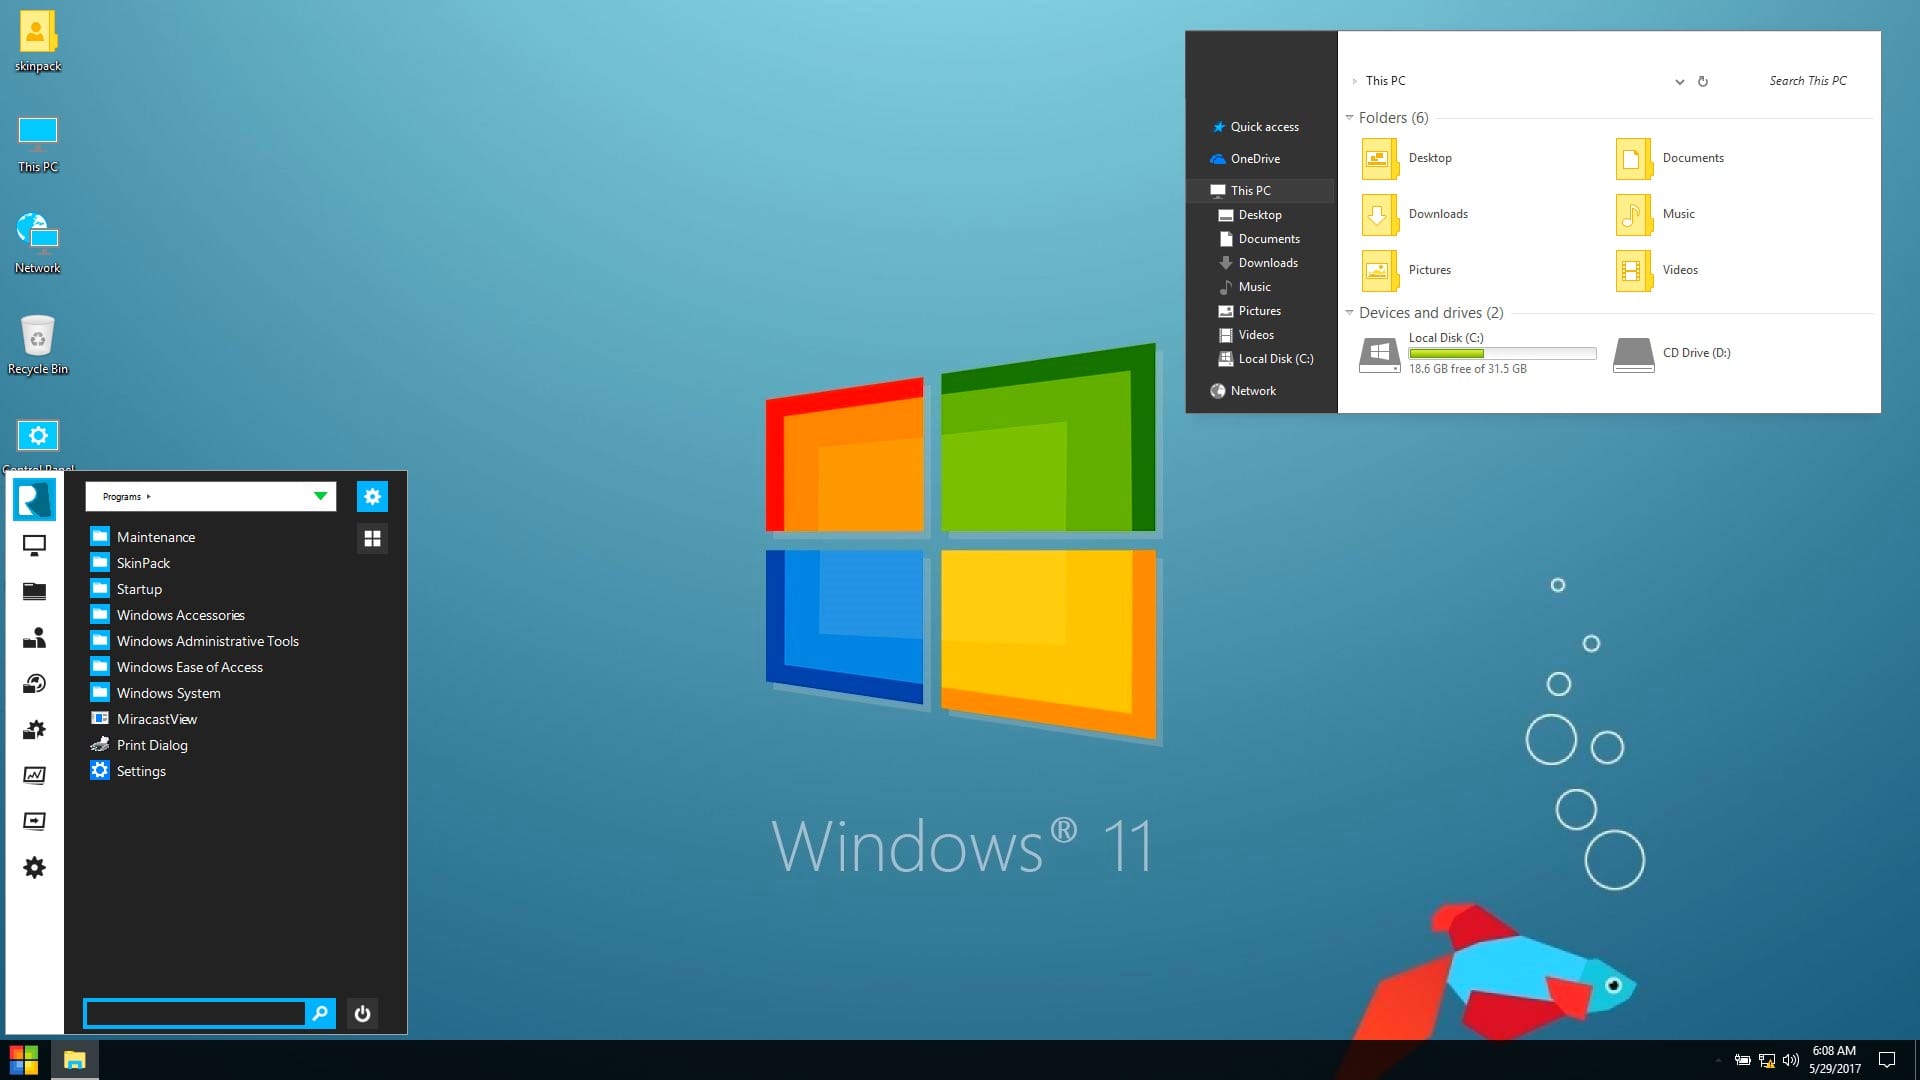 skinpack
This PC
Network
Recycle Bin
Control Panel
Programs
Maintenance
SkinPack
Startup
Windows Accessories
Windows Administrative Tools
Windows Ease of Access
Windows System
MiracastView
Print Dialog
Settings
Windows® 11
Quick access
OneDrive
This PC
Desktop
Documents
Downloads
Music
Pictures
Videos
Local Disk (C:)
Network
This PC
Search This PC
Folders (6)
Desktop
Documents
Downloads
Music
Pictures
Videos
Devices and drives (2)
Local Disk (C:)
18.6 GB free of 31.5 GB
CD Drive (D:)
6:08 AM
5/29/2017